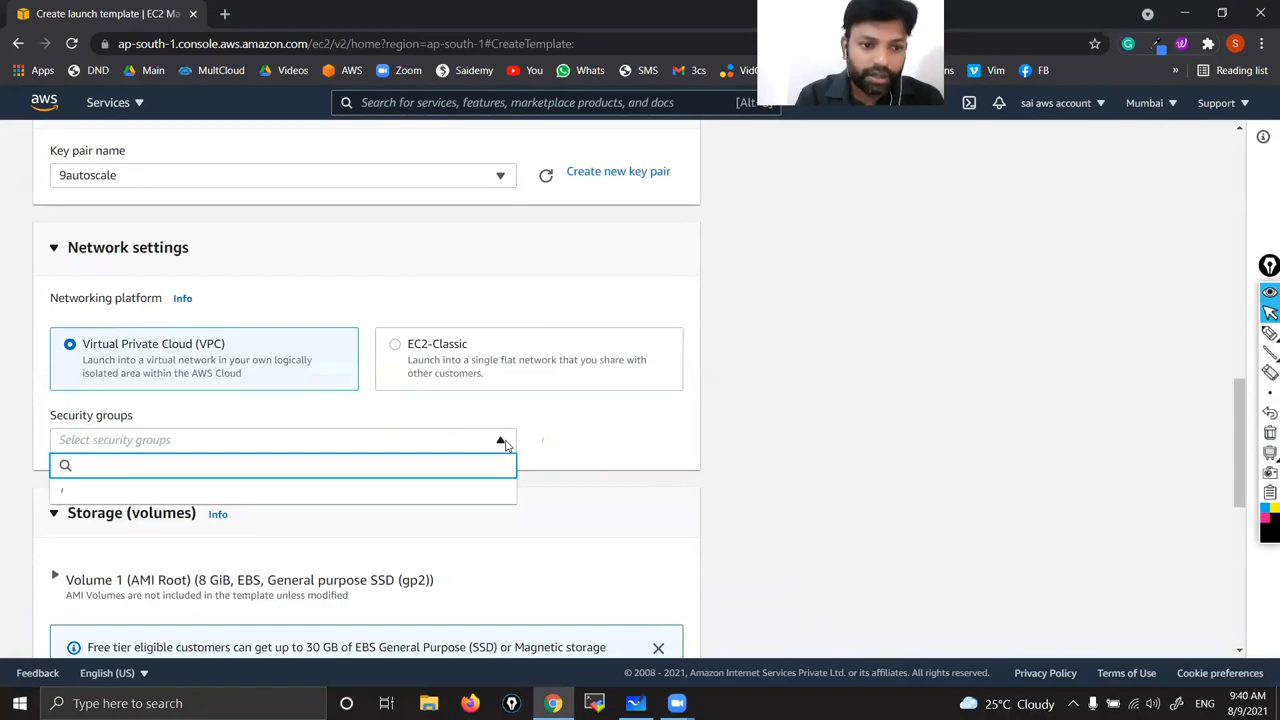 Create launch template | EC2 Ma
ap-south-1.console.aws.amazon.com/ec2/v2/home?region=ap-south-1#CreateTemplate:
Apps DND Main MultCloud Videos AWS Zoom Saidemy You Whats SMS 3cs Vim FB » Reading list
aws Services Search for services, features, marketplace products, and docs sai aws account Mumbai Support
Key pair name
9autoscale
Create new key pair
Network settings
Networking platform Info
Virtual Private Cloud (VPC)
Launch into a virtual network in your own logically
isolated area within the AWS Cloud
EC2-Classic
Launch into a single flat network that you share with
other customers.
Security groups
Select security groups
Storage (volumes) Info
Volume 1 (AMI Root) (8 GiB, EBS, General purpose SSD (gp2))
AMI Volumes are not included in the template unless modified
Free tier eligible customers can get up to 30 GB of EBS General Purpose (SSD) or Magnetic storage
Feedback English (US) © 2008 - 2021, Amazon Internet Services Private Ltd. or its affiliates. All rights reserved. Privacy Policy Terms of Use Cookie preferences
Type here to search
25°C Cloudy ENG 9:40 AM
8/9/2021